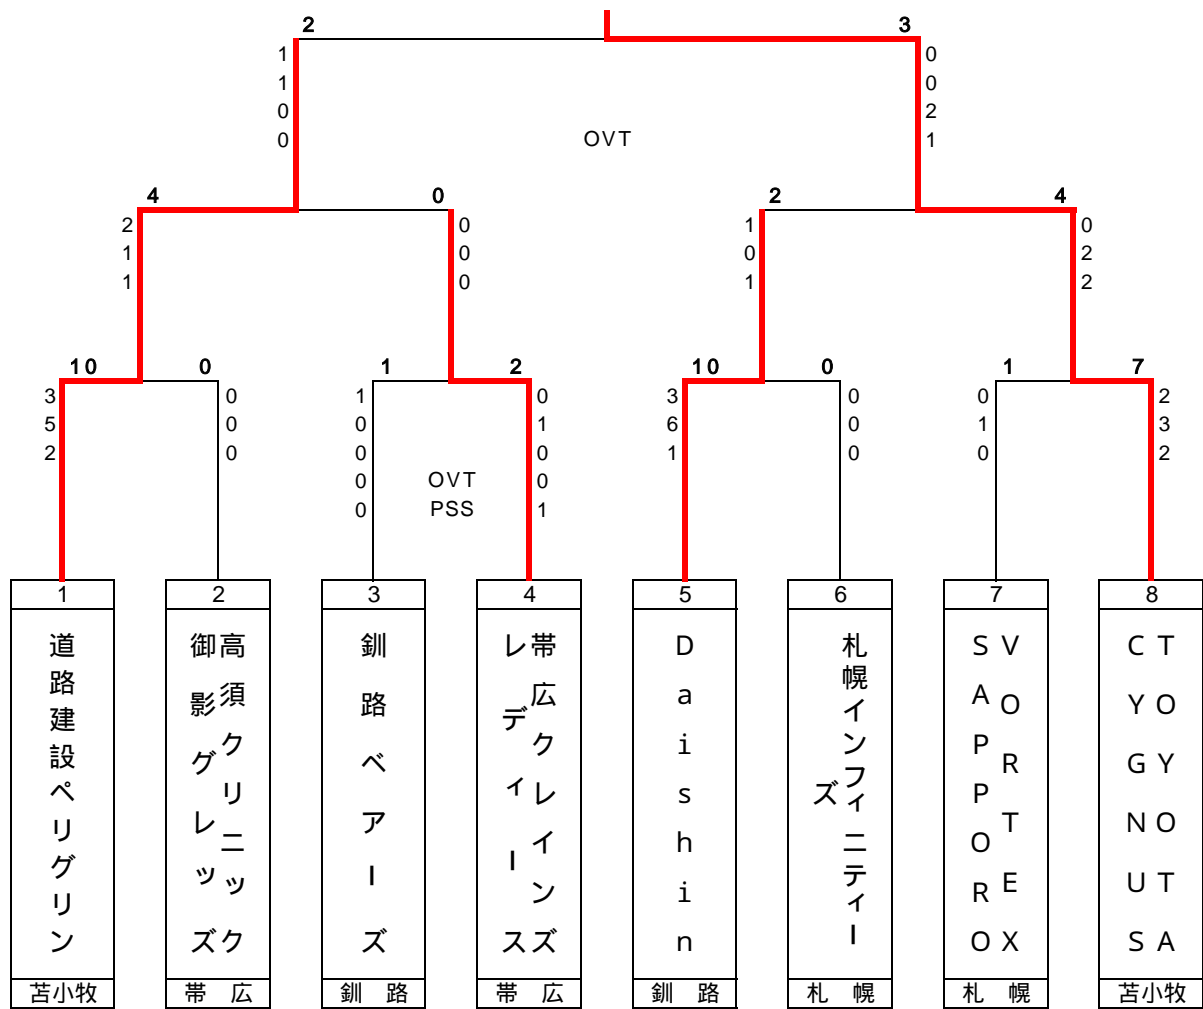 2 3
1 0
1 0
0 2
0 1
OVT
4 0 2 4
2 0 1 0
1 0 0 2
1 0 1 2
10 0 1 2 10 0 1 7
3 0 1 0 3 0 0 2
5 0 0 1 6 0 1 3
2 0 0 0 1 0 0 2
0 OVT 0
0 PSS 1
1 2 3 4 5 6 7 8
道路建設ペリグリン
高須クリニック
御影グレッズ
釧路ベアーズ
帯広クレインズ
レディース
Daishin
札幌インフィニティー
ズ
VORTEX
SAPPORO
TOYOTA
CYGNUS
苫小牧 帯広 釧路 帯広 釧路 札幌 札幌 苫小牧